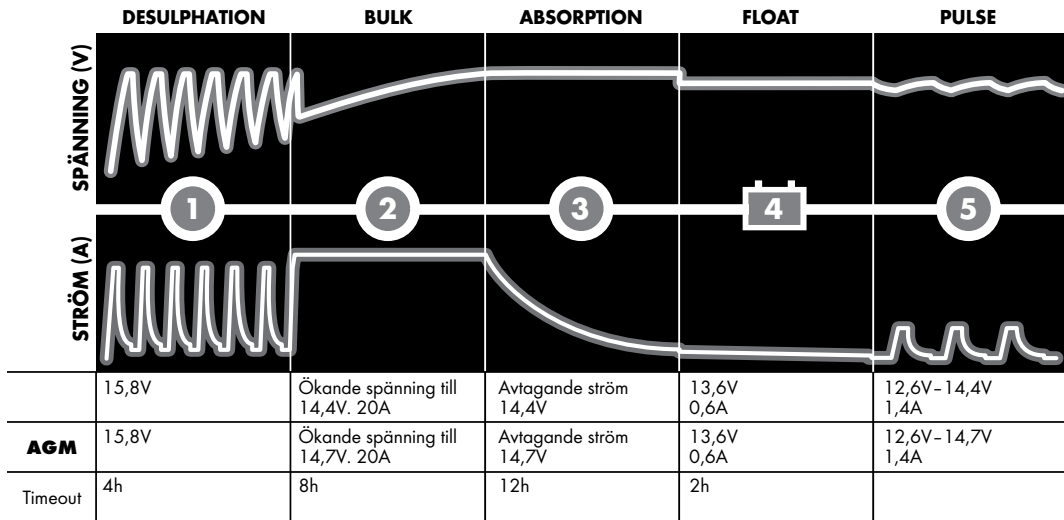 DESULPHATION BULK ABSORPTION FLOAT PULSE
SPÄNNING (V)
1 2 3 4 5
STRÖM (A)
15,8V Ökande spänning till Avtagande ström 13,6V 12,6V–14,4V
14,4V. 20A 14,4V 0,6A 1,4A
AGM 15,8V Ökande spänning till Avtagande ström 13,6V 12,6V–14,7V
14,7V. 20A 14,7V 0,6A 1,4A
Timeout 4h 8h 12h 2h